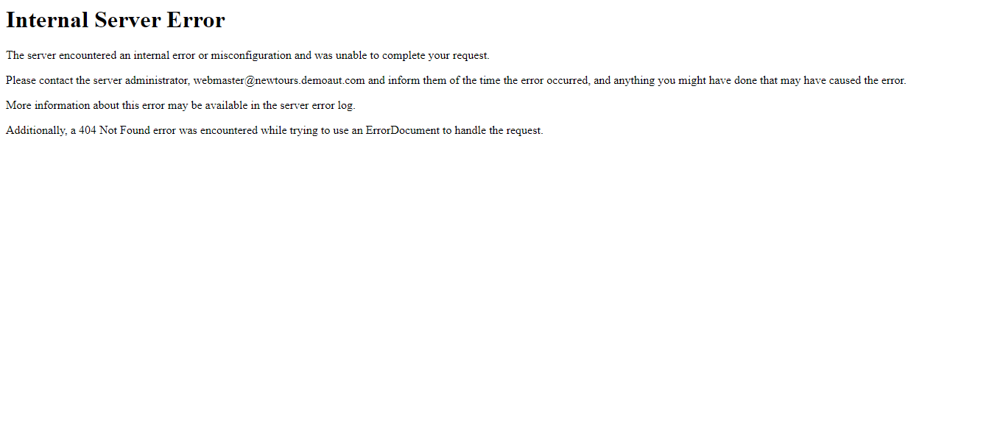 Internal Server Error
The server encountered an internal error or misconfiguration and was unable to complete your request.
Please contact the server administrator, webmaster@newtours.demoaut.com and inform them of the time the error occurred, and anything you might have done that may have caused the error.
More information about this error may be available in the server error log.
Additionally, a 404 Not Found error was encountered while trying to use an ErrorDocument to handle the request.